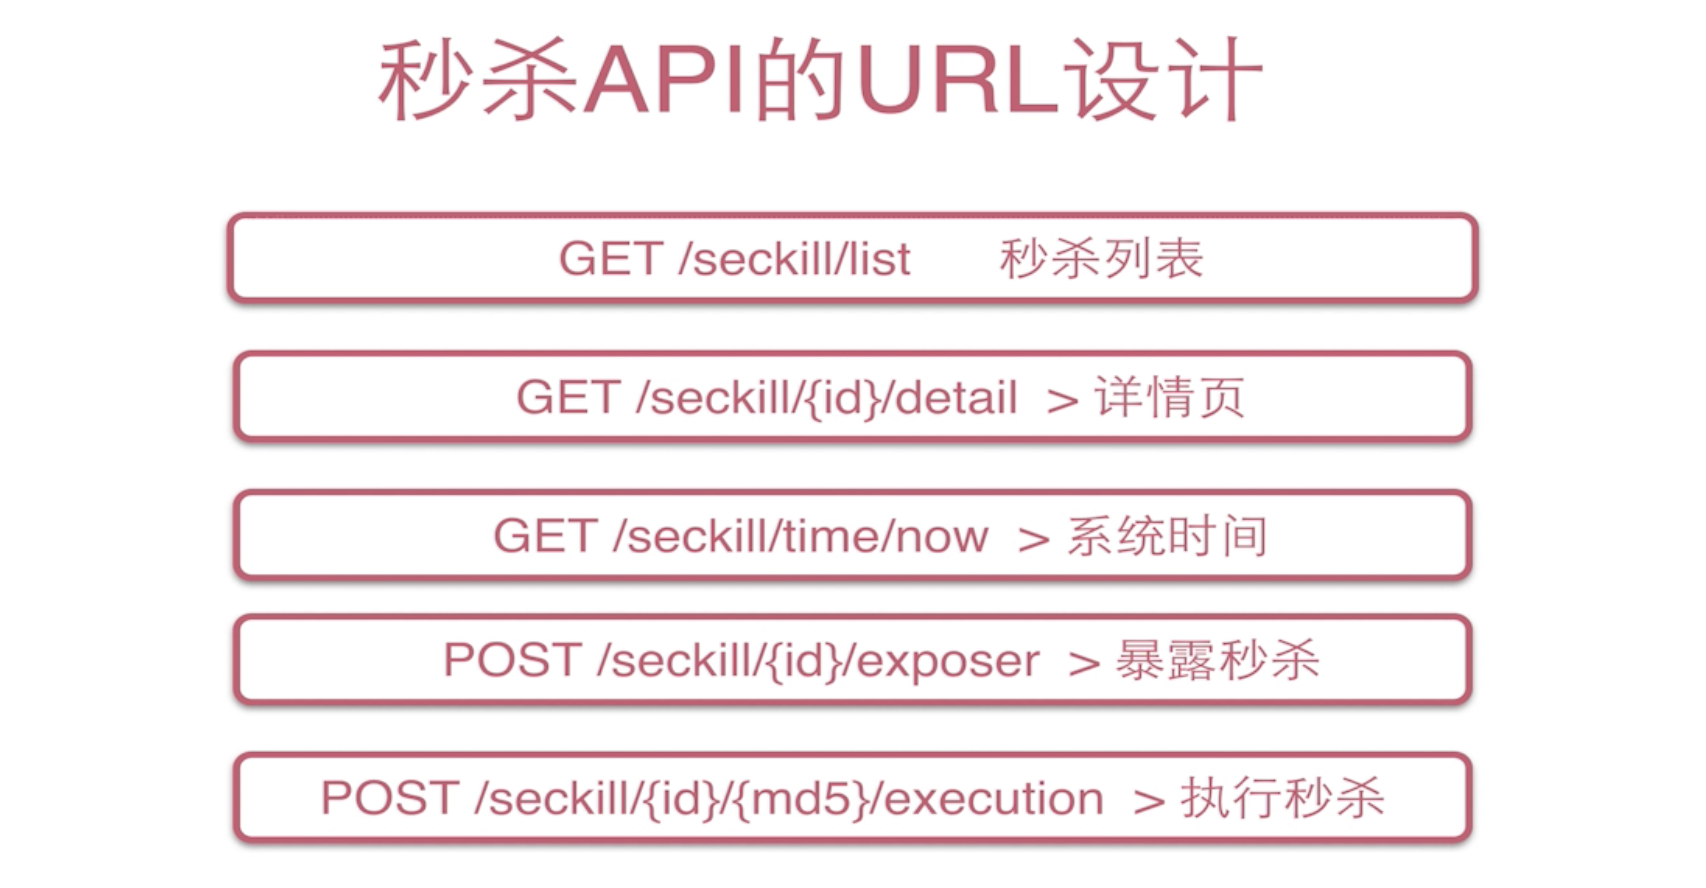 秒杀API的URL设计
GET /seckill/list 秒杀列表
GET /seckill/{id}/detail > 详情页
GET /seckill/time/now > 系统时间
POST /seckill/{id}/exposer > 暴露秒杀
POST /seckill/{id}/{md5}/execution > 执行秒杀